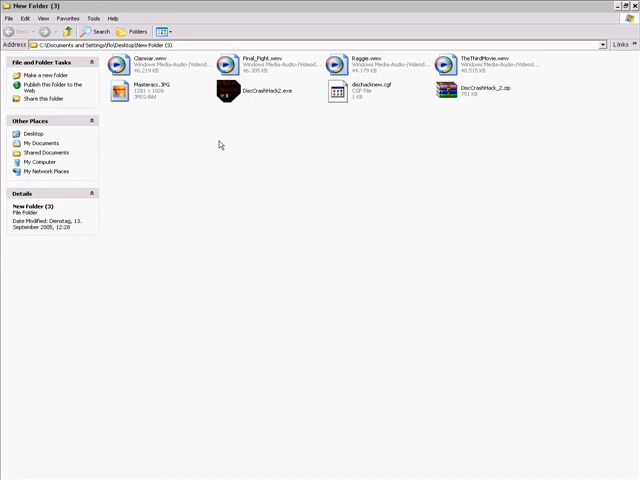 New Folder (3)
File Edit View Favorites Tools Help
Back Search Folders
Address C:\Documents and Settings\flo\Desktop\New Folder (3) Links »
File and Folder Tasks
Make a new folder
Publish this folder to the
Web
Share this folder
Other Places
Desktop
My Documents
Shared Documents
My Computer
My Network Places
Details
New Folder (3)
File Folder
Date Modified: Dienstag, 13.
September 2005, 12:28
Clanwar.wmv
Windows Media-Audio-/Videod...
46.219 KB
Final_Fight.wmv
Windows Media-Audio-/Videod...
46.305 KB
Raggie.wmv
Windows Media-Audio-/Videod...
44.179 KB
TheThirdMovie.wmv
Windows Media-Audio-/Videod...
40.515 KB
Masteracc.JPG
1281 x 1026
JPEG-Bild
DiscCrashHack2.exe
dischacknew.cgf
CGF File
1 KB
DiscCrashHack_2.zip
751 KB